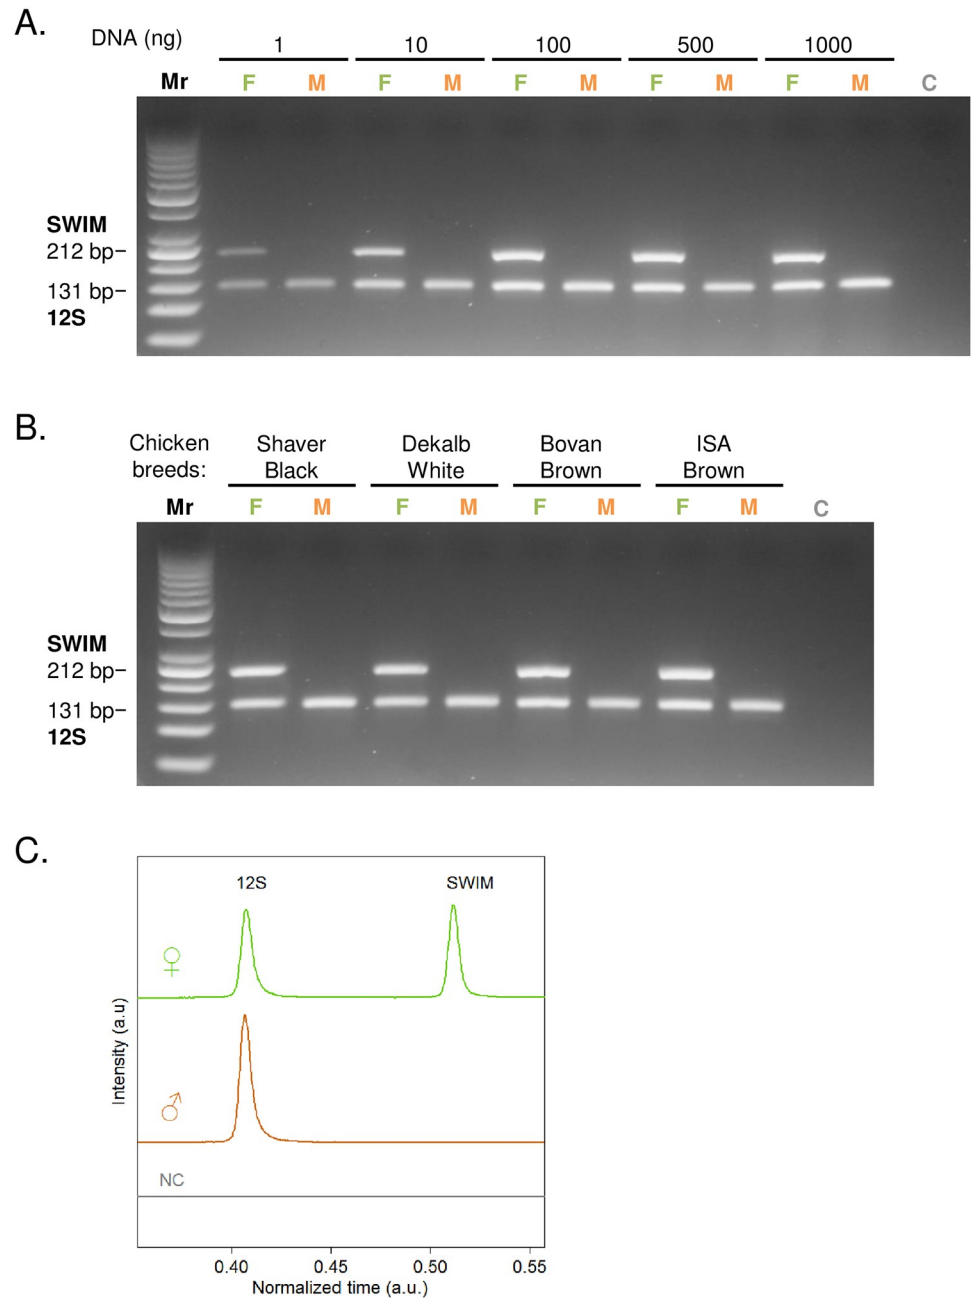 A.
DNA (ng) 1 10 100 500 1000
Mr F M F M F M F M F M C
SWIM
212 bp-
131 bp-
12S
B.
Chicken breeds: Shaver Black Dekalb White Bovan Brown ISA Brown
Mr F M F M F M F M C
SWIM
212 bp-
131 bp-
12S
C.
12S SWIM
♀
Intensity (a.u)
♂
NC
0.40 0.45 0.50 0.55
Normalized time (a.u.)